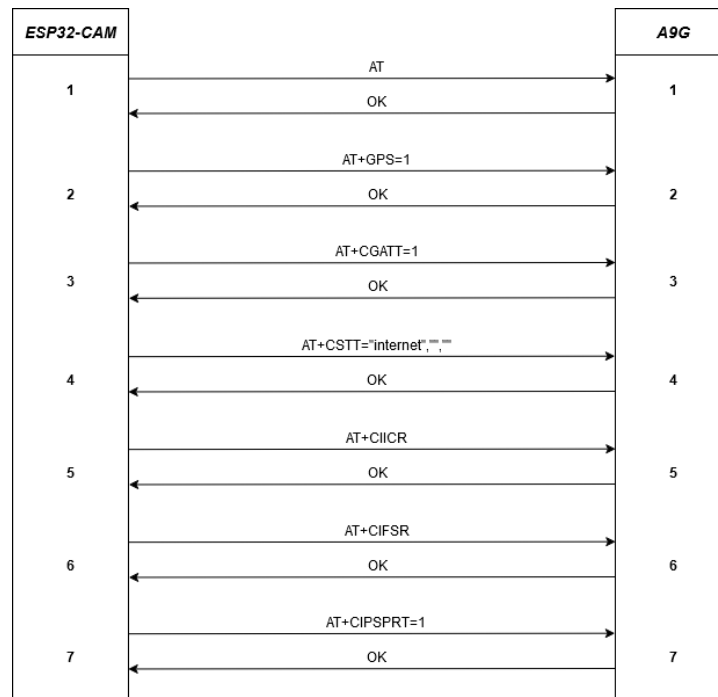 ESP32-CAM
A9G
AT
1
1
OK
AT+GPS=1
2
OK
2
AT+CGATT=1
3
OK
3
AT+CSTT="internet","",""
4
OK
4
AT+CIICR
5
OK
5
AT+CIFSR
6
OK
6
AT+CIPSPRT=1
7
OK
7